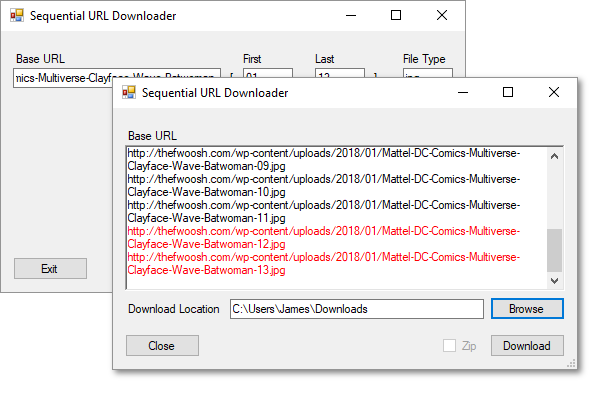 Sequential URL Downloader
Base URL First Last File Type
nics-Multiverse-Clayface-Wave-Batwoman- [ 01 ] jpg
Exit
Sequential URL Downloader
Base URL
http://thefwoosh.com/wp-content/uploads/2018/01/Mattel-DC-Comics-Multiverse-
Clayface-Wave-Batwoman-09.jpg
http://thefwoosh.com/wp-content/uploads/2018/01/Mattel-DC-Comics-Multiverse-
Clayface-Wave-Batwoman-10.jpg
http://thefwoosh.com/wp-content/uploads/2018/01/Mattel-DC-Comics-Multiverse-
Clayface-Wave-Batwoman-11.jpg
http://thefwoosh.com/wp-content/uploads/2018/01/Mattel-DC-Comics-Multiverse-
Clayface-Wave-Batwoman-12.jpg
http://thefwoosh.com/wp-content/uploads/2018/01/Mattel-DC-Comics-Multiverse-
Clayface-Wave-Batwoman-13.jpg
Download Location C:\Users\James\Downloads Browse
Close Zip Download